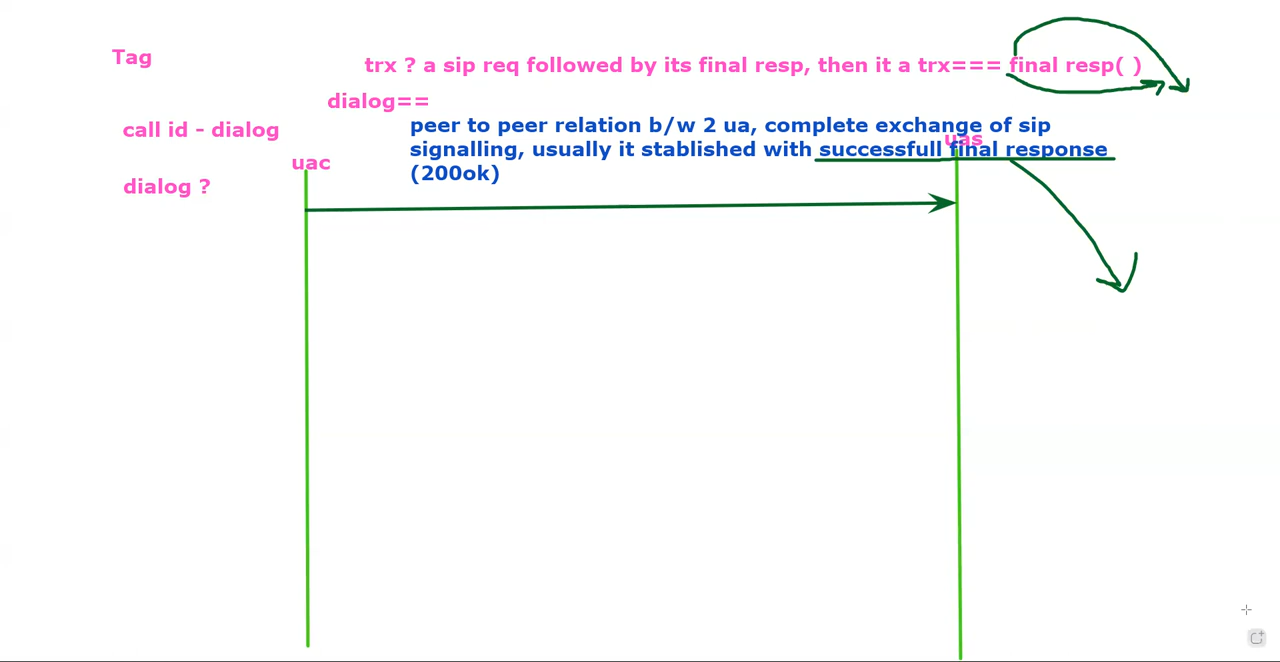 Tag
trx ? a sip req followed by its final resp, then it a trx=== final resp( )
dialog==
call id - dialog
peer to peer relation b/w 2 ua, complete exchange of sip
signalling, usually it stablished with successfull final response
(200ok)
uas
uac
dialog ?